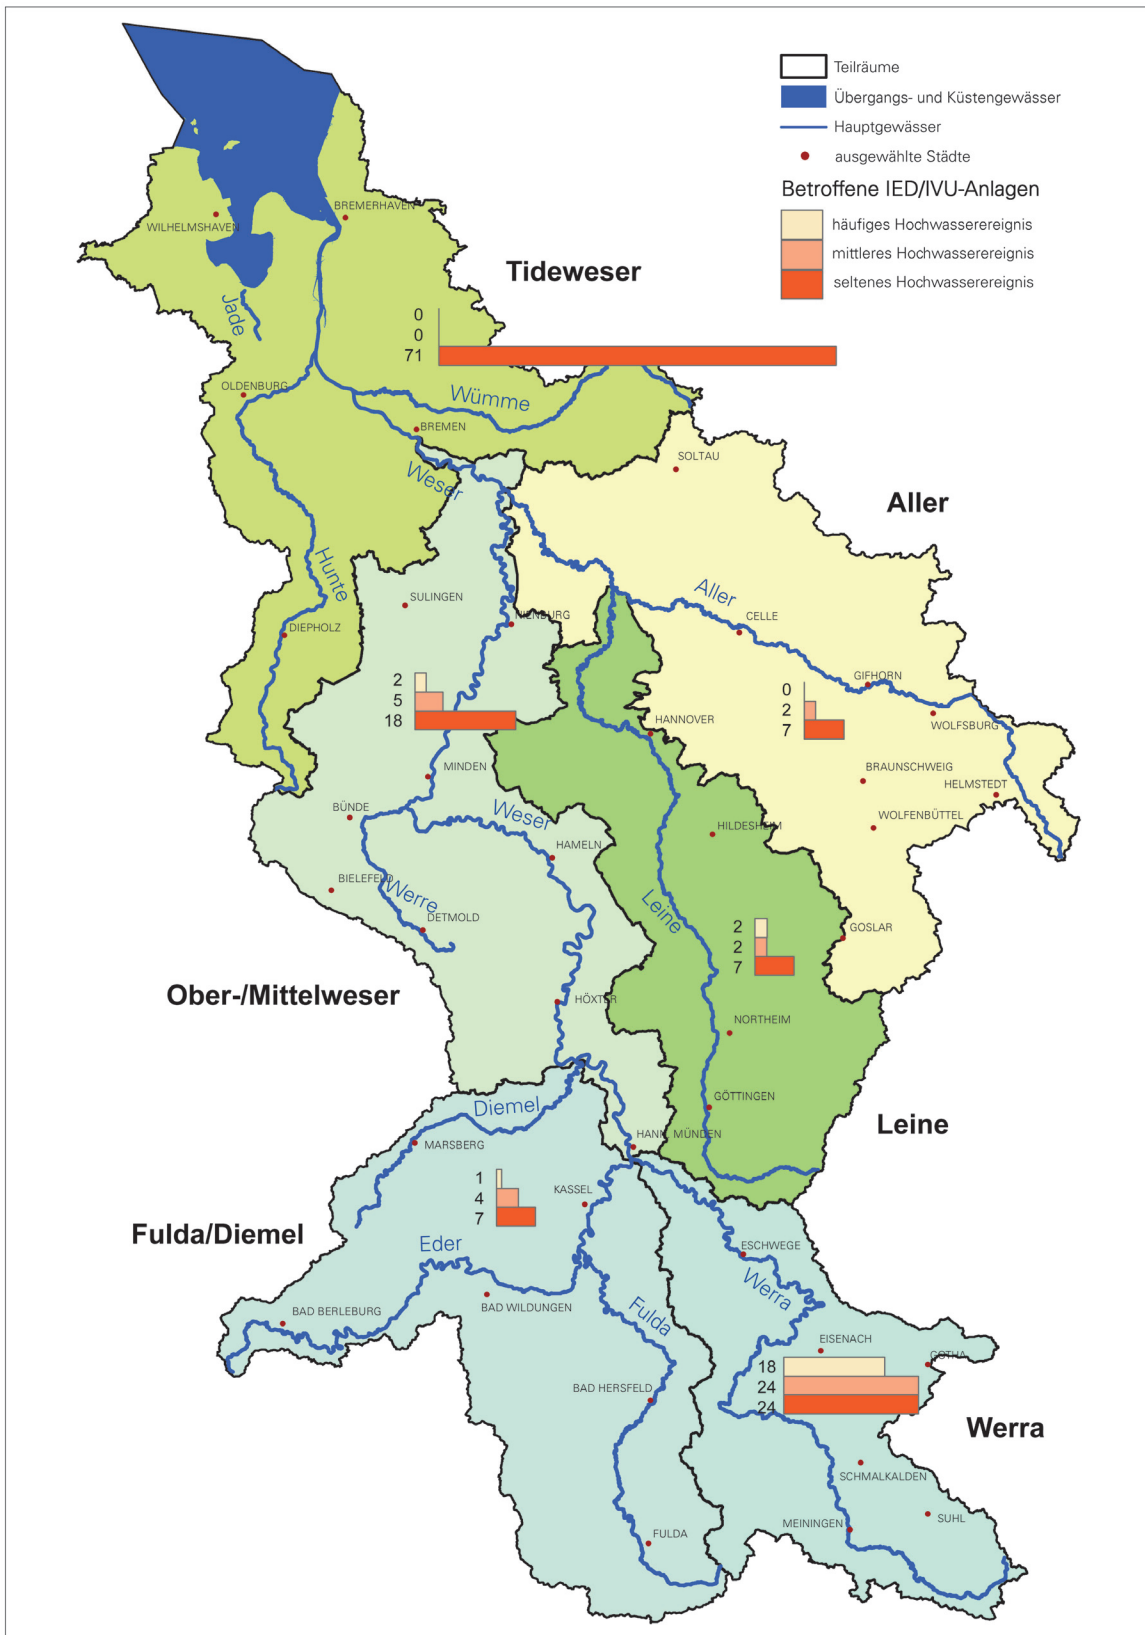 Teilräume
Übergangs- und Küstengewässer
Hauptgewässer
ausgewählte Städte
Betroffene IED/IVU-Anlagen
häufiges Hochwasserereignis
mittleres Hochwasserereignis
seltenes Hochwasserereignis
BREMERHAVEN
WILHELMSHAVEN
Tideweser
Jade
0
0
71
OLDENBURG
Wümme
BREMEN
Weser
SOLTAU
Aller
Hunte
Aller
SULINGEN
NIENBURG
CELLE
DIEPHOLZ
2
5
18
GIFHORN
0
2
7
WOLFSBURG
HANNOVER
MINDEN
BRAUNSCHWEIG
HELMSTEDT
BÜNDE
Weser
WOLFENBÜTTEL
HILDESHEIM
HAMELN
BIELEFELD
Werre
DETMOLD
Leine
2
2
7
GOSLAR
Ober-/Mittelweser
HÖXTER
NORTHEIM
GÖTTINGEN
Diemel
Leine
MARSBERG
HANN. MÜNDEN
1
4
7
KASSEL
Fulda/Diemel
Eder
ESCHWEGE
Werra
BAD BERLEBURG
BAD WILDUNGEN
Fulda
EISENACH
GOTHA
18
24
24
BAD HERSFELD
Werra
SCHMALKALDEN
MEININGEN
SUHL
FULDA